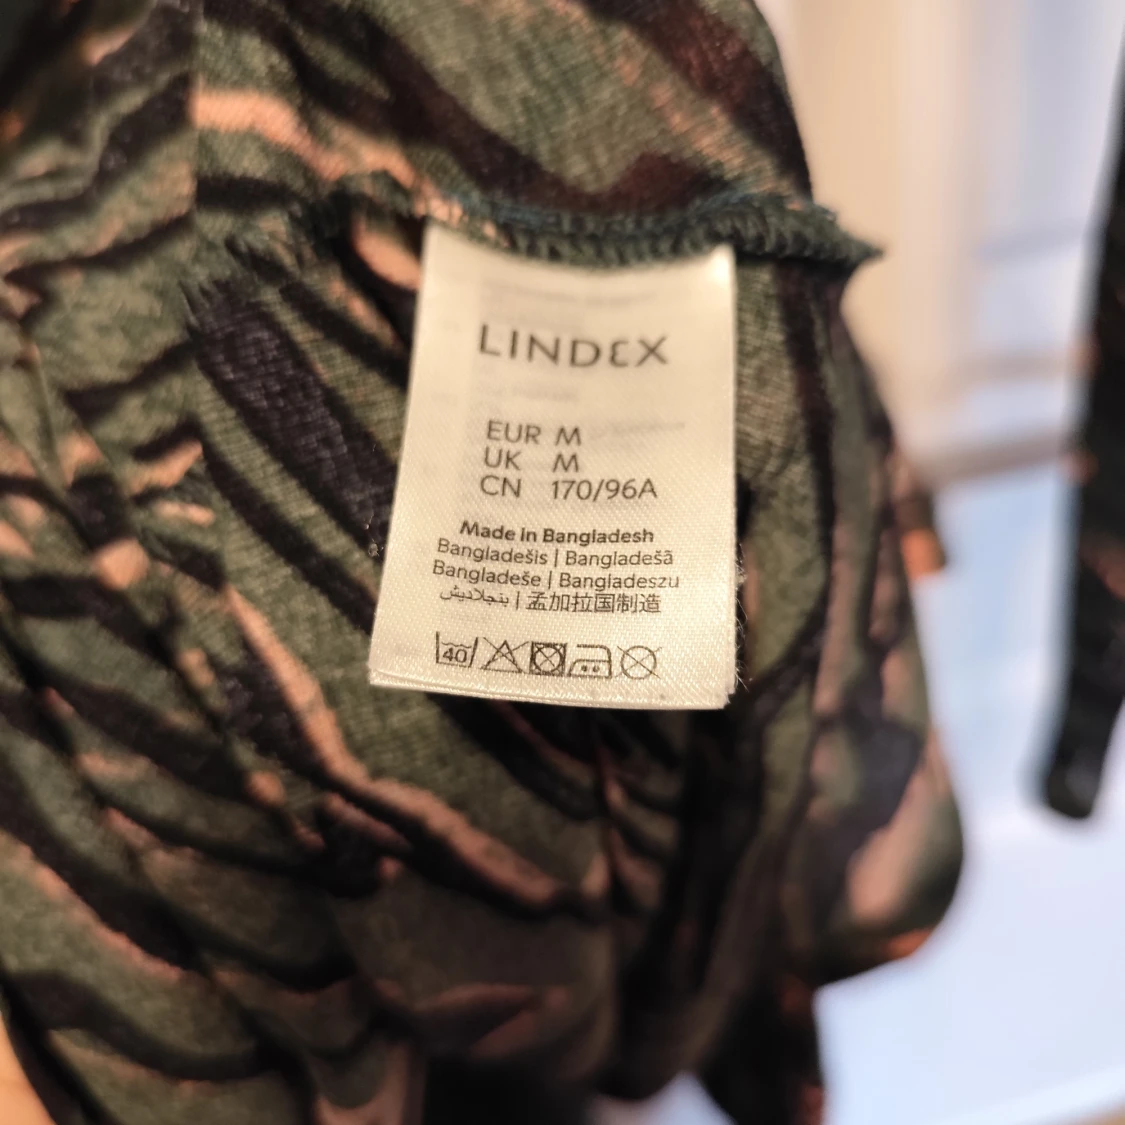 LINDEX
EUR M
UK M
CN 170/96A
Made in Bangladesh
Bangladešis | Bangladešā
Bangladeše | Bangladeszu
بنجلاديش | 孟加拉国制造
40